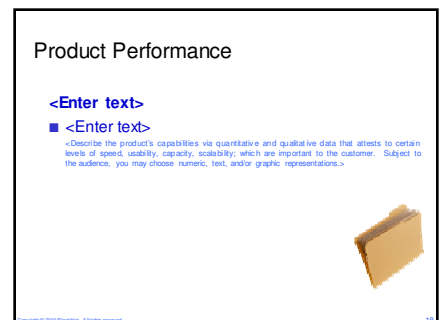 Product Performance
<Enter text>
<Enter text>
<Describe the product's capabilities via quantitative and qualitative data that attests to certain
levels of speed, usability, capacity, scalability; which are important to the customer. Subject to
the audience, you may choose numeric, text, and/or graphic representations.>